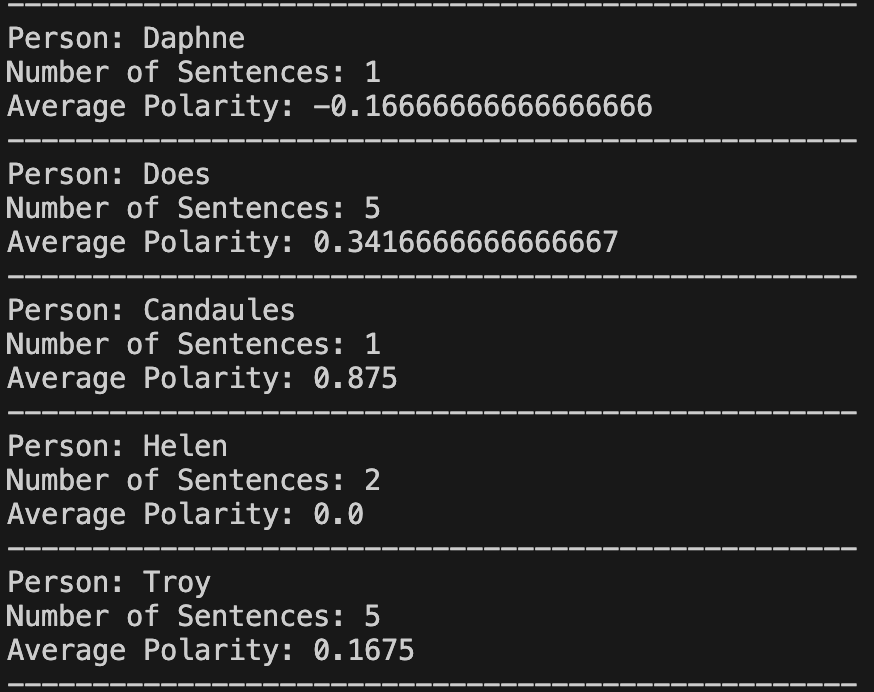 --------------------------------------------------
Person: Daphne
Number of Sentences: 1
Average Polarity: -0.16666666666666666
--------------------------------------------------
Person: Does
Number of Sentences: 5
Average Polarity: 0.3416666666666667
--------------------------------------------------
Person: Candaules
Number of Sentences: 1
Average Polarity: 0.875
--------------------------------------------------
Person: Helen
Number of Sentences: 2
Average Polarity: 0.0
--------------------------------------------------
Person: Troy
Number of Sentences: 5
Average Polarity: 0.1675
--------------------------------------------------